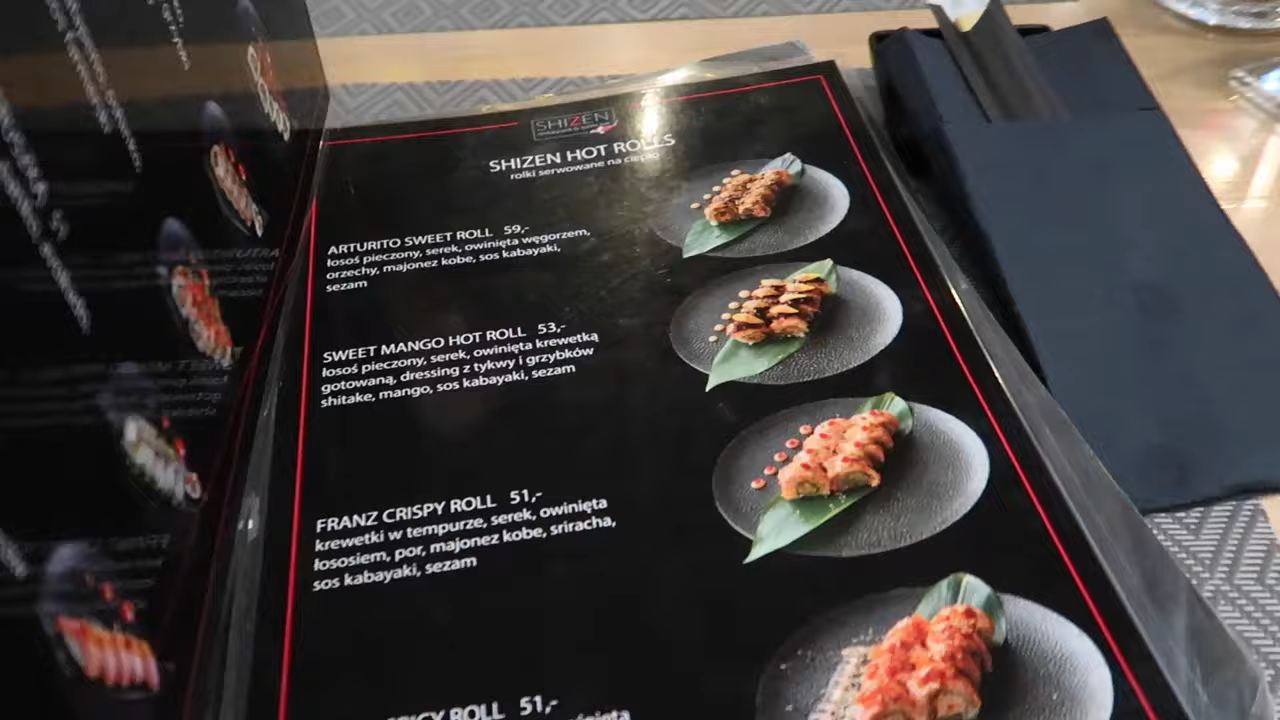 SHIZEN
SHIZEN HOT ROLLS
rolki serwowane na ciepło
ARTURITO SWEET ROLL 59,-
łosoś pieczony, serek, owinięta węgorzem,
orzechy, majonez kobe, sos kabayaki,
sezam
SWEET MANGO HOT ROLL 53,-
łosoś pieczony, serek, owinięta krewetką
gotowaną, dressing z tykwy i grzybków
shitake, mango, sos kabayaki, sezam
FRANZ CRISPY ROLL 51,-
krewetki w tempurze, serek, owinięta
łososiem, por, majonez kobe, sriracha,
sos kabayaki, sezam
ROLL 51,-